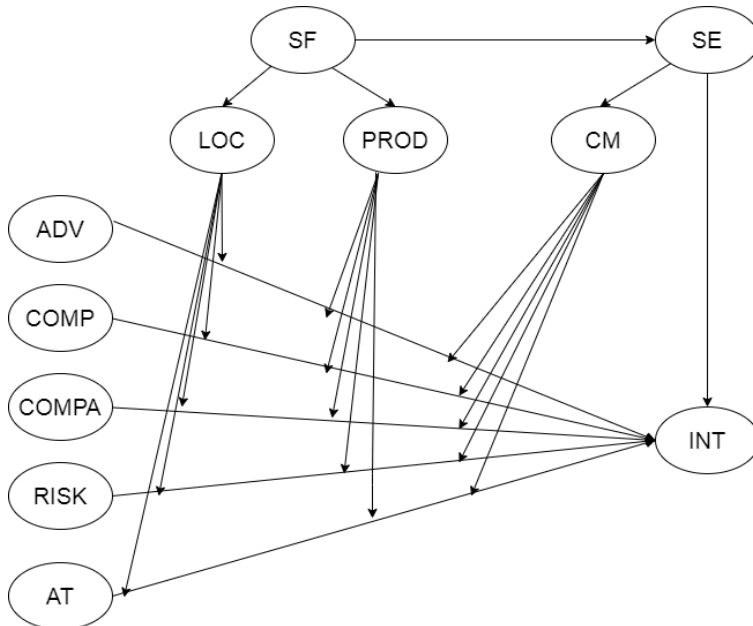 SF
SE
LOC
PROD
CM
ADV
COMP
COMPA
INT
RISK
AT